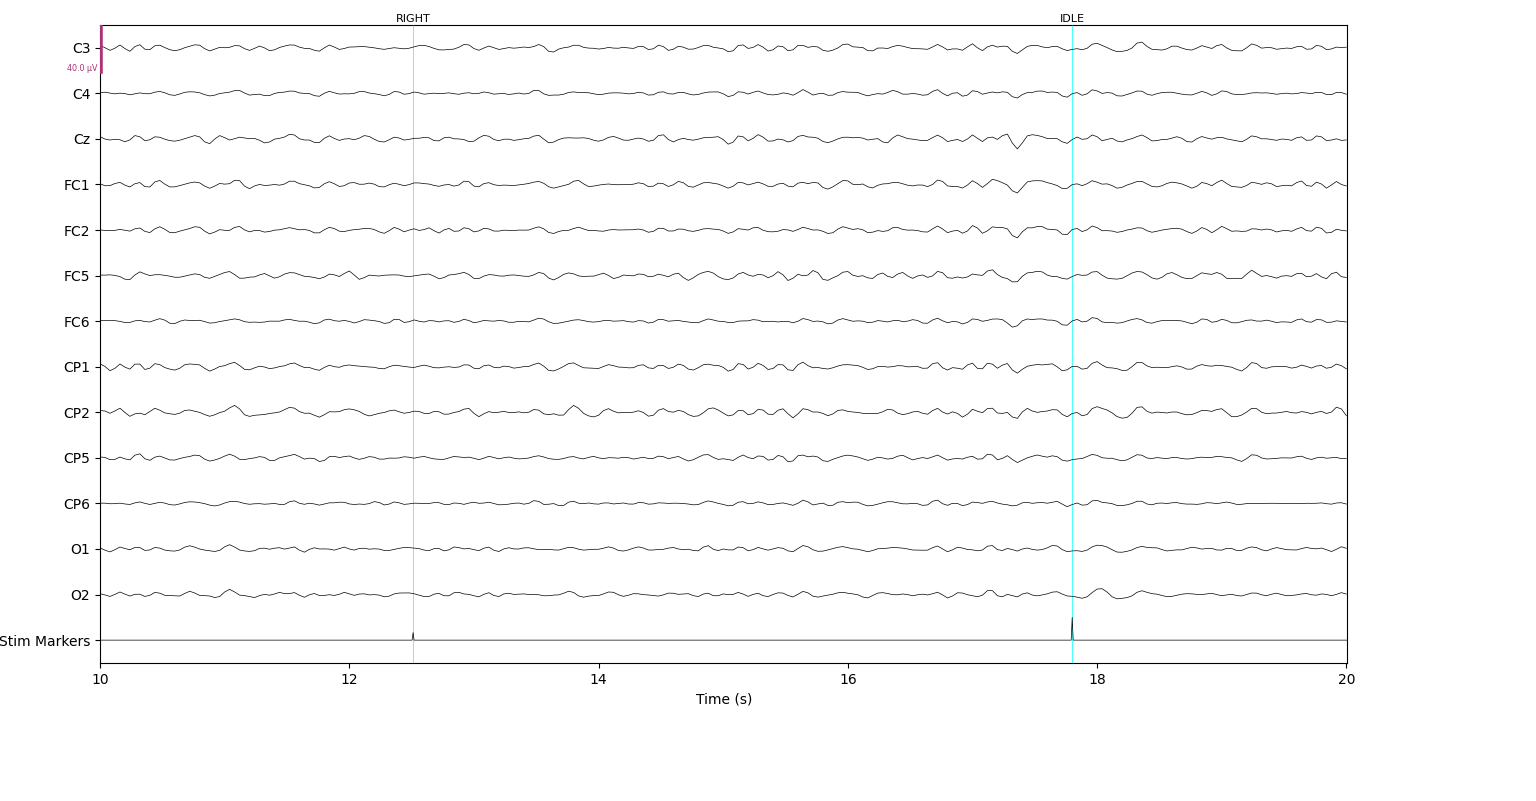 RIGHT IDLE
C3
40.0 µV
C4
Cz
FC1
FC2
FC5
FC6
CP1
CP2
CP5
CP6
O1
O2
Stim Markers
10 12 14 16 18 20
Time (s)